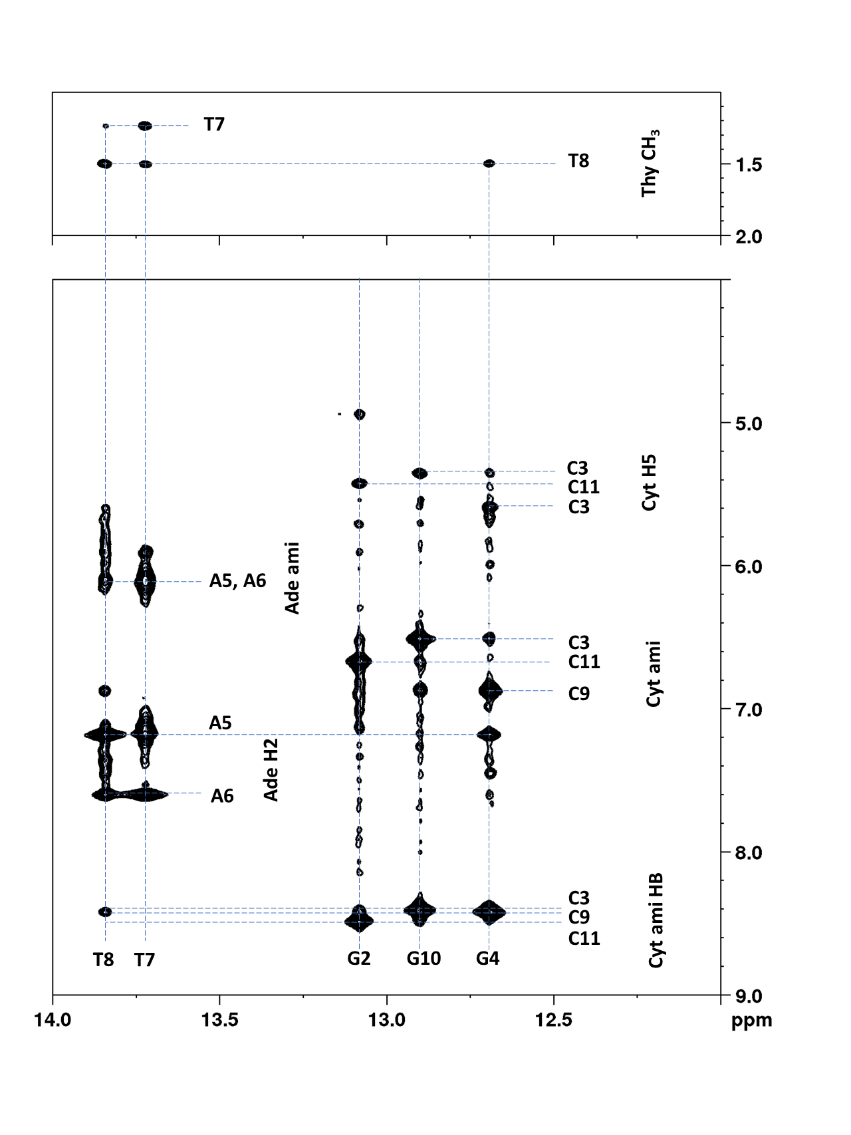 T7
T8
Thy CH3
1.5
2.0
5.0
C3
C11
C3
Cyt H5
6.0
A5, A6
Ade ami
C3
C11
C9
Cyt ami
7.0
A5
A6
Ade H2
8.0
C3
C9
C11
Cyt ami HB
T8 T7 G2 G10 G4
9.0
14.0 13.5 13.0 12.5 ppm